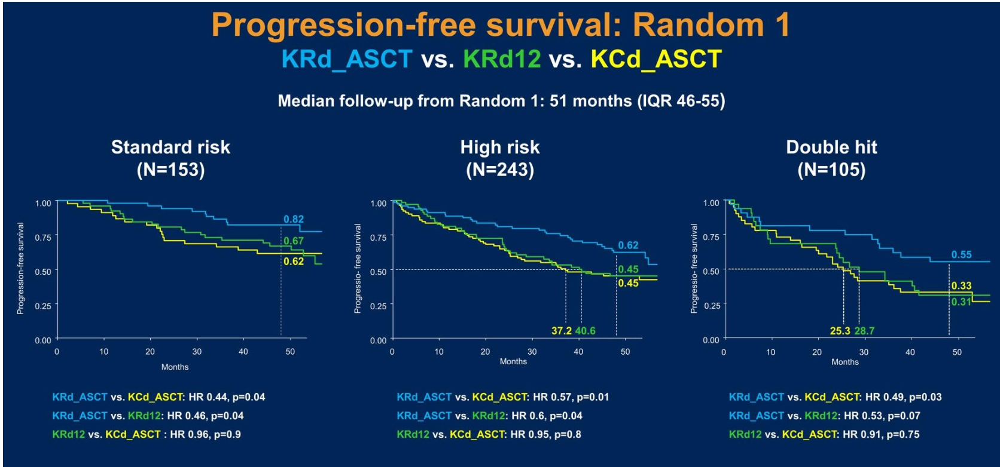 Progression-free survival: Random 1
KRd_ASCT vs. KRd12 vs. KCd_ASCT
Median follow-up from Random 1: 51 months (IQR 46-55)
Standard risk
(N=153)
Progression-free survival
1.00
0.75
0.50
0.25
0.00
0.82
0.67
0.62
0 10 20 30 40 50
Months
KRd_ASCT vs. KCd_ASCT: HR 0.44, p=0.04
KRd_ASCT vs. KRd12: HR 0.46, p=0.04
KRd12 vs. KCd_ASCT : HR 0.96, p=0.9
High risk
(N=243)
Progressio- free survival
1.00
0.75
0.50
0.25
0.00
0.62
0.45
0.45
37.2 40.6
0 10 20 30 40 50
Months
KRd_ASCT vs. KCd_ASCT: HR 0.57, p=0.01
KRd_ASCT vs. KRd12: HR 0.6, p=0.04
KRd12 vs. KCd_ASCT: HR 0.95, p=0.8
Double hit
(N=105)
Progressio- free survival
1.00
0.75
0.50
0.25
0.00
0.55
0.33
0.31
25.3 28.7
0 10 20 30 40 50
Months
KRd_ASCT vs. KCd_ASCT: HR 0.49, p=0.03
KRd_ASCT vs. KRd12: HR 0.53, p=0.07
KRd12 vs. KCd_ASCT: HR 0.91, p=0.75